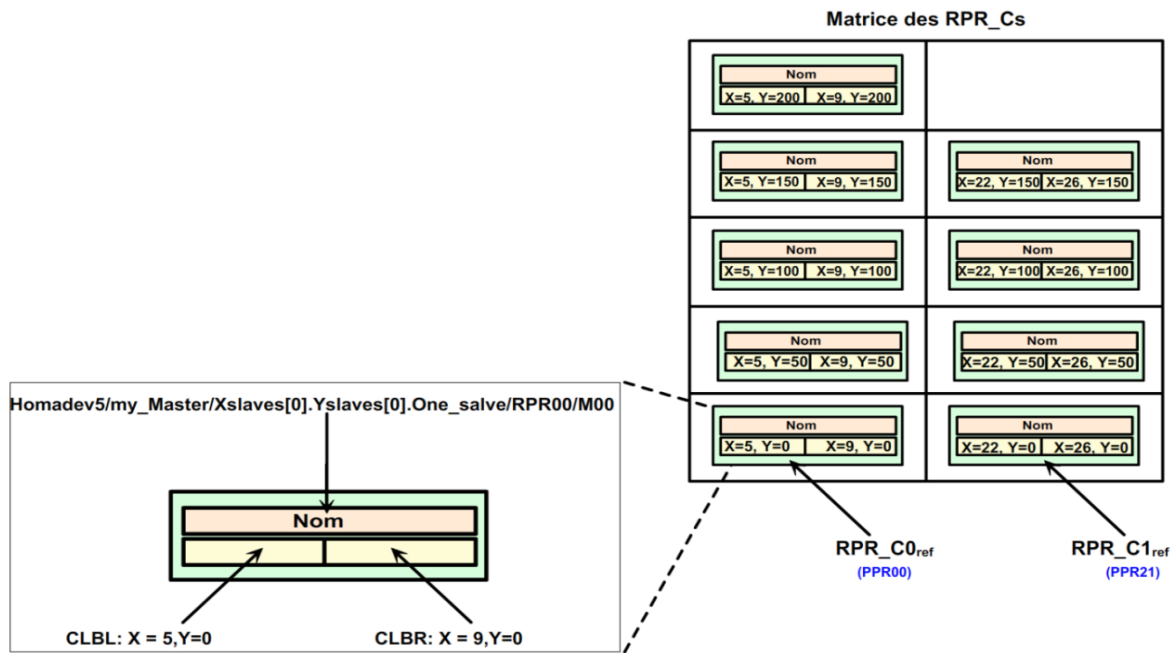 Matrice des RPR_Cs
Nom
X=5, Y=200 X=9, Y=200
Nom Nom
X=5, Y=150 X=9, Y=150 X=22, Y=150 X=26, Y=150
Nom Nom
X=5, Y=100 X=9, Y=100 X=22, Y=100 X=26, Y=100
Nom Nom
X=5, Y=50 X=9, Y=50 X=22, Y=50 X=26, Y=50
Nom Nom
X=5, Y=0 X=9, Y=0 X=22, Y=0 X=26, Y=0
RPR_C0ref RPR_C1ref
(PPR00) (PPR21)
Homadev5/my_Master/Xslaves[0].Yslaves[0].One_salve/RPR00/M00
Nom
CLBL: X = 5,Y=0 CLBR: X = 9,Y=0